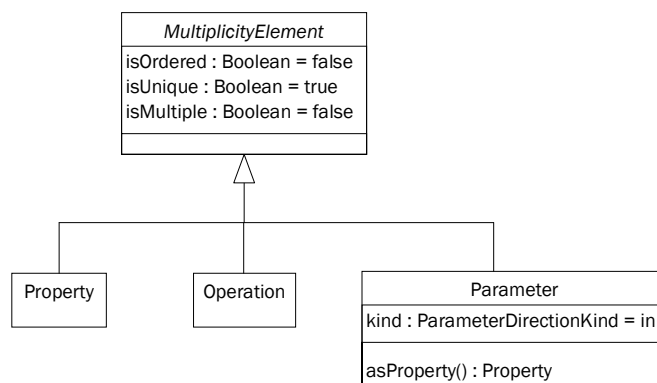 MultiplicityElement
isOrdered : Boolean = false
isUnique : Boolean = true
isMultiple : Boolean = false
Property
Operation
Parameter
kind : ParameterDirectionKind = in
asProperty() : Property